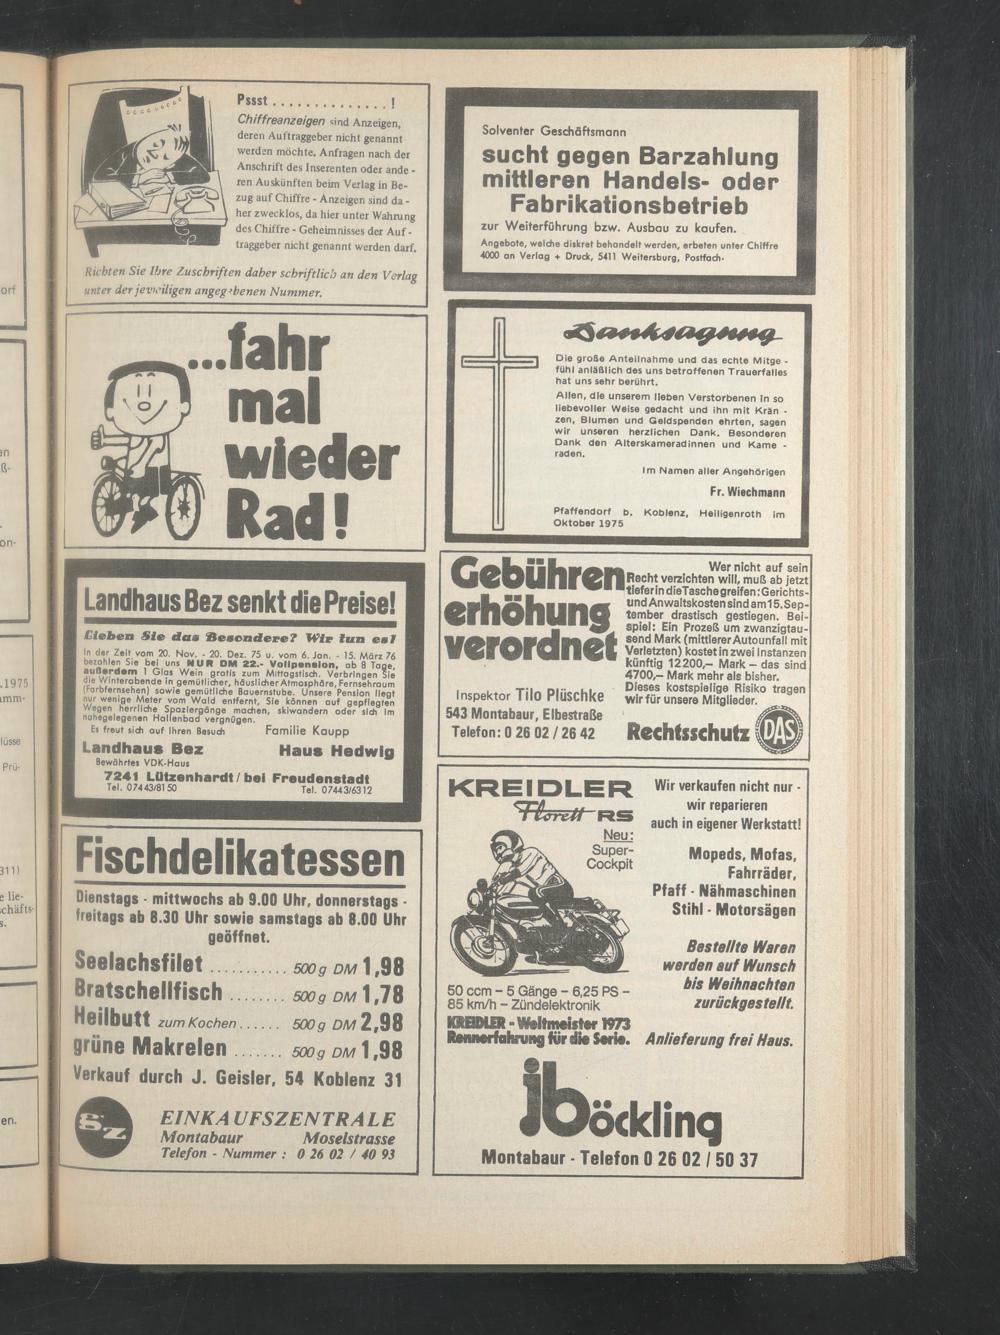 Pssst . . . . . . . . . . . . . . !
Chiffreanzeigen sind Anzeigen,
deren Auftraggeber nicht genannt
werden möchte. Anfragen nach der
Anschrift des Inserenten oder ande -
ren Auskünften beim Verlag in Be-
zug auf Chiffre - Anzeigen sind da -
her zwecklos, da hier unter Wahrung
des Chiffre - Geheimnisses der Auf -
traggeber nicht genannt werden darf.
Richten Sie Ihre Zuschriften daher schriftlich an den Verlag
unter der jeweiligen angegebenen Nummer.
...fahr
mal
wieder
Rad!
Landhaus Bez senkt die Preise!
Lieben Sie das Besondere? Wir tun es!
In der Zeit vom 20. Nov. - 20. Dez. 75 u. vom 6. Jan. - 15. März 76
bezahlen Sie bei uns NUR DM 22.- Vollpension, ab 8 Tage,
außerdem 1 Glas Wein gratis zum Mittagstisch. Verbringen Sie
die Winterabende in gemütlicher, häuslicher Atmosphäre, Fernsehraum
(Farbfernsehen) sowie gemütliche Bauernstube. Unsere Pension liegt
nur wenige Meter vom Wald entfernt, Sie können auf gepflegten
Wegen herrliche Spaziergänge machen, skiwandern oder sich im
nahegelegenen Hallenbad vergnügen.
Es freut sich auf Ihren Besuch Familie Kaupp
Landhaus Bez Haus Hedwig
Bewährtes VDK-Haus
7241 Lützenhardt / bei Freudenstadt
Tel. 07443/8150 Tel. 07443/6312
Fischdelikatessen
Dienstags - mittwochs ab 9.00 Uhr, donnerstags -
freitags ab 8.30 Uhr sowie samstags ab 8.00 Uhr
geöffnet.
Seelachsfilet ........... 500 g DM 1,98
Bratschellfisch ........ 500 g DM 1,78
Heilbutt zum Kochen ...... 500 g DM 2,98
grüne Makrelen ....... 500 g DM 1,98
Verkauf durch J. Geisler, 54 Koblenz 31
gz
EINKAUFSZENTRALE
Montabaur Moselstrasse
Telefon - Nummer : 0 26 02 / 40 93
Solventer Geschäftsmann
sucht gegen Barzahlung
mittleren Handels- oder
Fabrikationsbetrieb
zur Weiterführung bzw. Ausbau zu kaufen.
Angebote, welche diskret behandelt werden, erbeten unter Chiffre
4000 an Verlag + Druck, 5411 Weitersburg, Postfach.
Danksagung
Die große Anteilnahme und das echte Mitge -
fühl anläßlich des uns betroffenen Trauerfalles
hat uns sehr berührt.
Allen, die unserem lieben Verstorbenen in so
liebevoller Weise gedacht und ihn mit Krän -
zen, Blumen und Geldspenden ehrten, sagen
wir unseren herzlichen Dank. Besonderen
Dank den Alterskameradinnen und Kame -
raden.
Im Namen aller Angehörigen
Fr. Wiechmann
Pfaffendorf b. Koblenz, Heiligenroth im
Oktober 1975
Gebühren
erhöhung
verordnet
Inspektor Tilo Plüschke
543 Montabaur, Elbestraße
Telefon: 0 26 02 / 26 42
Wer nicht auf sein
Recht verzichten will, muß ab jetzt
tiefer in die Tasche greifen: Gerichts-
und Anwaltskosten sind am 15. Sep-
tember drastisch gestiegen. Bei-
spiel: Ein Prozeß um zwanzigtau-
send Mark (mittlerer Autounfall mit
Verletzten) kostet in zwei Instanzen
künftig 12 200,– Mark – das sind
4700,– Mark mehr als bisher.
Dieses kostspielige Risiko tragen
wir für unsere Mitglieder.
Rechtsschutz DAS
KREIDLER
Florett RS
Neu:
Super-
Cockpit
50 ccm – 5 Gänge – 6,25 PS –
85 km/h – Zündelektronik
KREIDLER - Weltmeister 1973
Rennerfahrung für die Serie.
Wir verkaufen nicht nur -
wir reparieren
auch in eigener Werkstatt!
Mopeds, Mofas,
Fahrräder,
Pfaff - Nähmaschinen
Stihl - Motorsägen
Bestellte Waren
werden auf Wunsch
bis Weihnachten
zurückgestellt.
Anlieferung frei Haus.
jböckling
Montabaur - Telefon 0 26 02 / 50 37